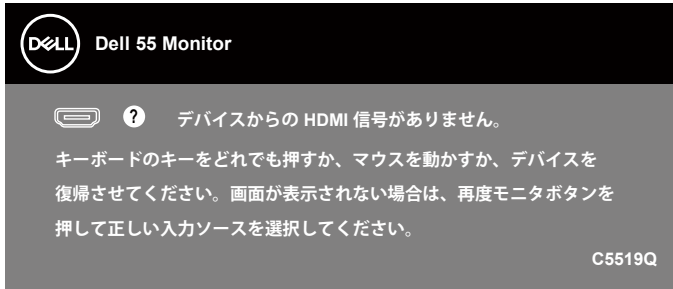 DELL Dell 55 Monitor
? デバイスからの HDMI 信号がありません。
キーボードのキーをどれでも押すか、マウスを動かすか、デバイスを
復帰させてください。画面が表示されない場合は、再度モニタボタンを
押して正しい入力ソースを選択してください。
C5519Q